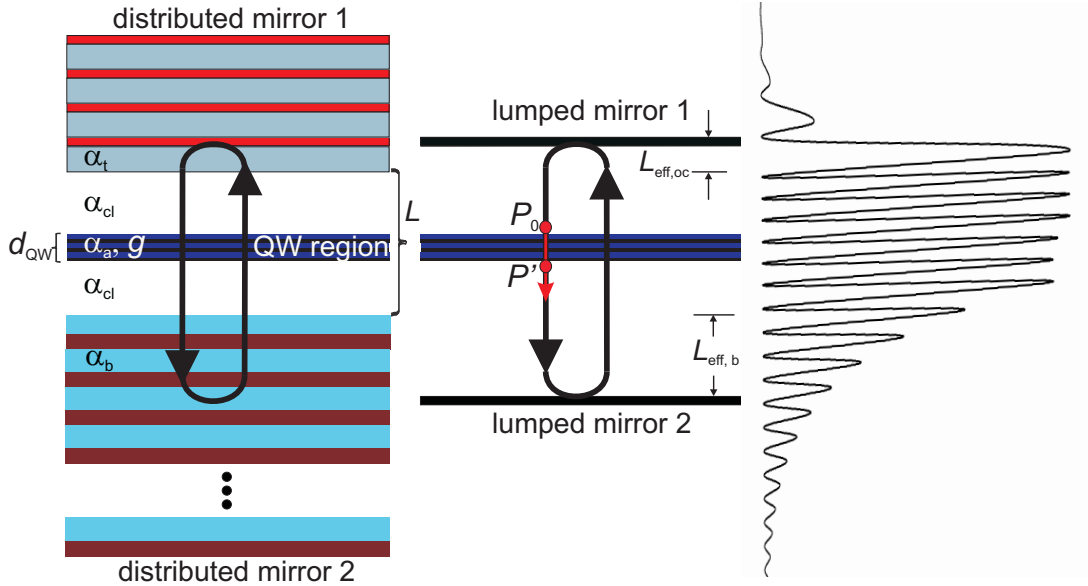 distributed mirror 1
αt
αcl
dQW
αa, g
QW region
αcl
αb
L
distributed mirror 2
lumped mirror 1
Leff,oc
P0
P’
Leff, b
lumped mirror 2